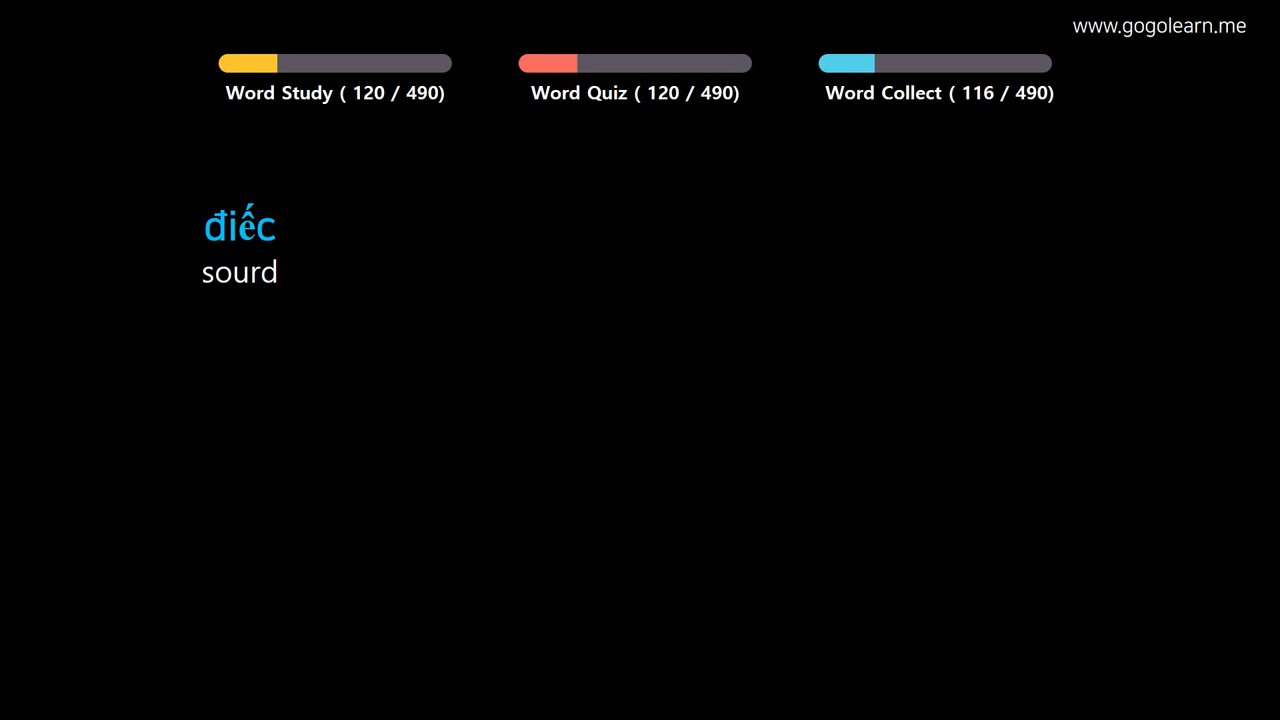 www.gogolearn.me
Word Study ( 120 / 490)
Word Quiz ( 120 / 490)
Word Collect ( 116 / 490)
điếc
sourd